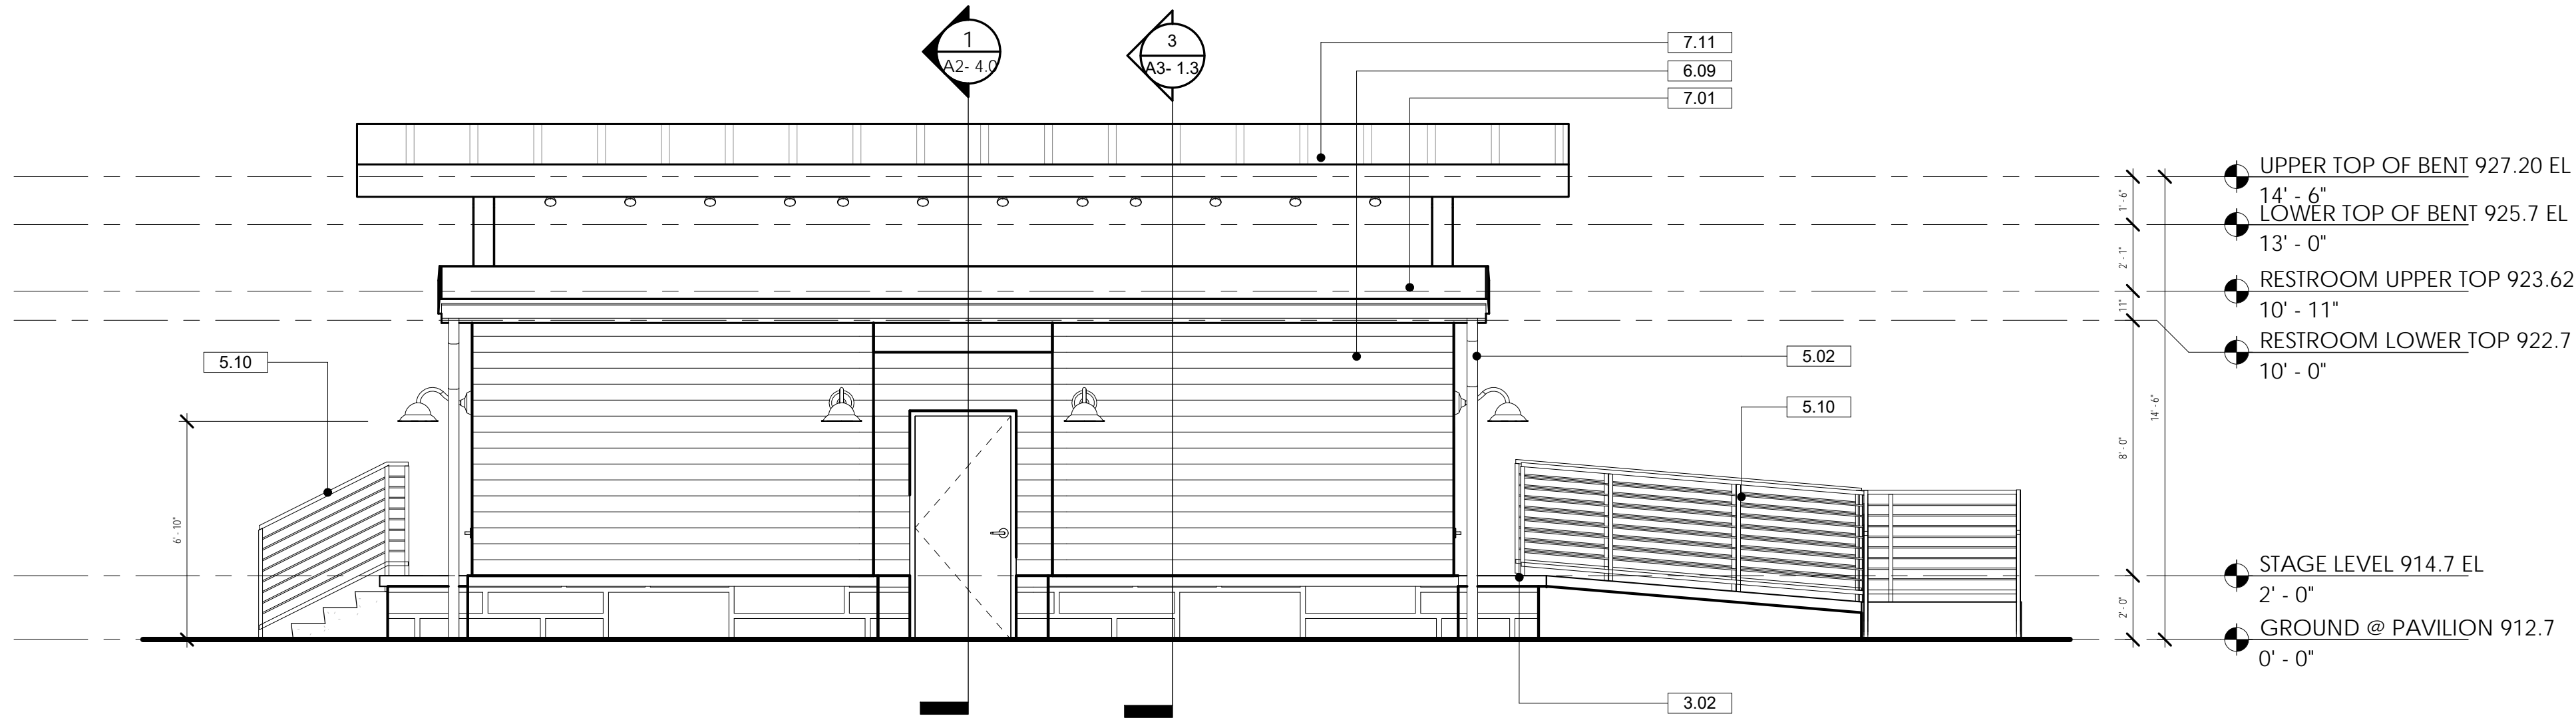 1
A2- 4.0
3
A3- 1.3
7.11
6.09
7.01
UPPER TOP OF BENT 927.20 EL
14' - 6"
LOWER TOP OF BENT 925.7 EL
13' - 0"
RESTROOM UPPER TOP 923.62
10' - 11"
RESTROOM LOWER TOP 922.7
10' - 0"
1' - 6"
2' - 1"
11"
5.10
5.02
5.10
14' - 6"
8' - 0"
6' - 10"
STAGE LEVEL 914.7 EL
2' - 0"
2' - 0"
GROUND @ PAVILION 912.7
0' - 0"
3.02